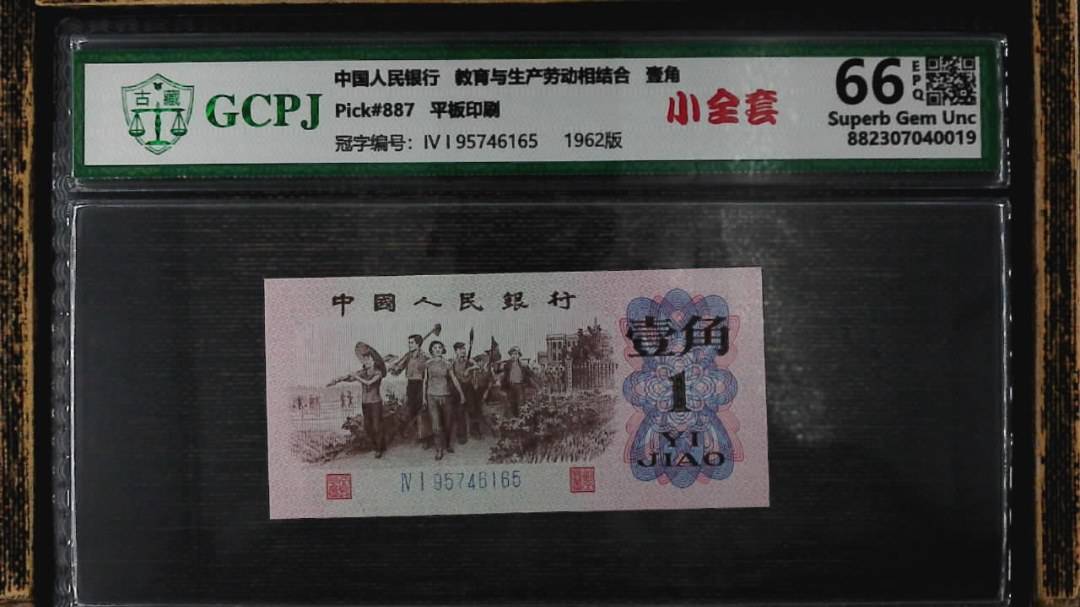 中国人民银行 教育与生产劳动相结合 壹角
Pick#887 平板印刷
冠字编号: IV I 95746165 1962版
古藏
GCPJ
小全套
66
EPQ
Superb Gem Unc
882307040019
中國人民銀行
壹角
1
YI
JIAO
IV I 95746165